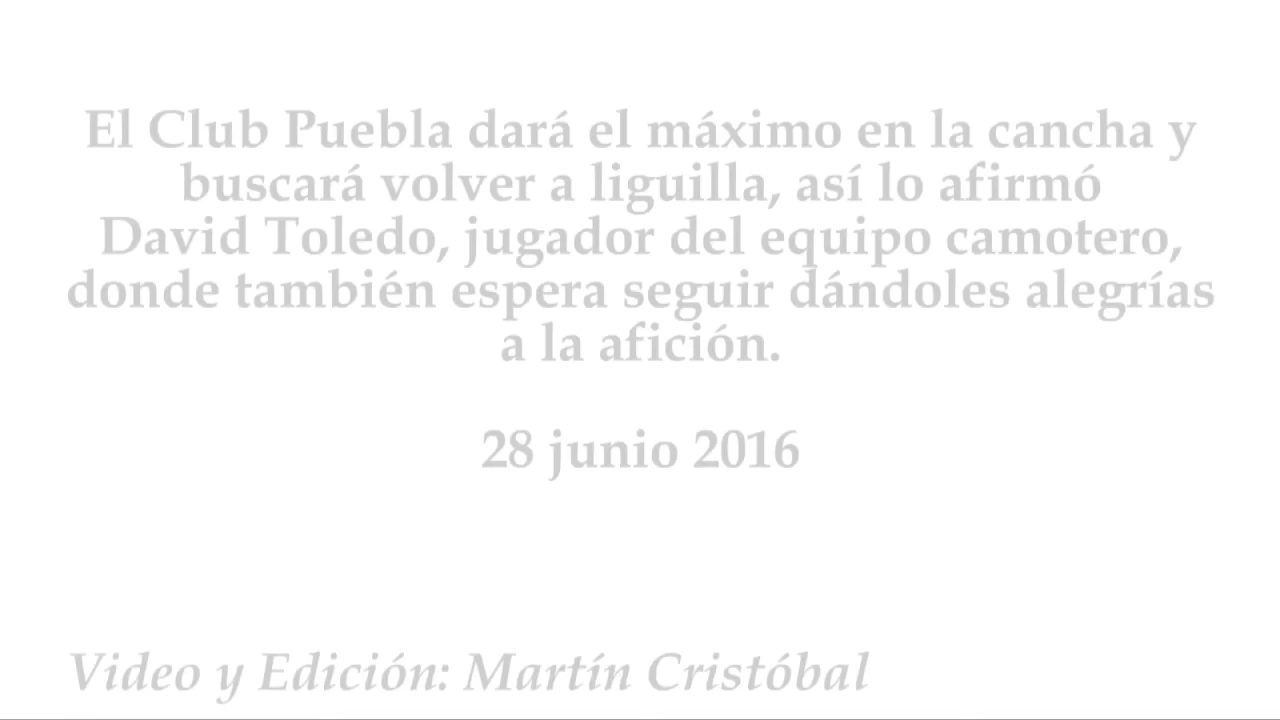 El Club Puebla dará el máximo en la cancha y
buscará volver a liguilla, así lo afirmó
David Toledo, jugador del equipo camotero,
donde también espera seguir dándoles alegrías
a la afición.
28 junio 2016
Video y Edición: Martín Cristóbal